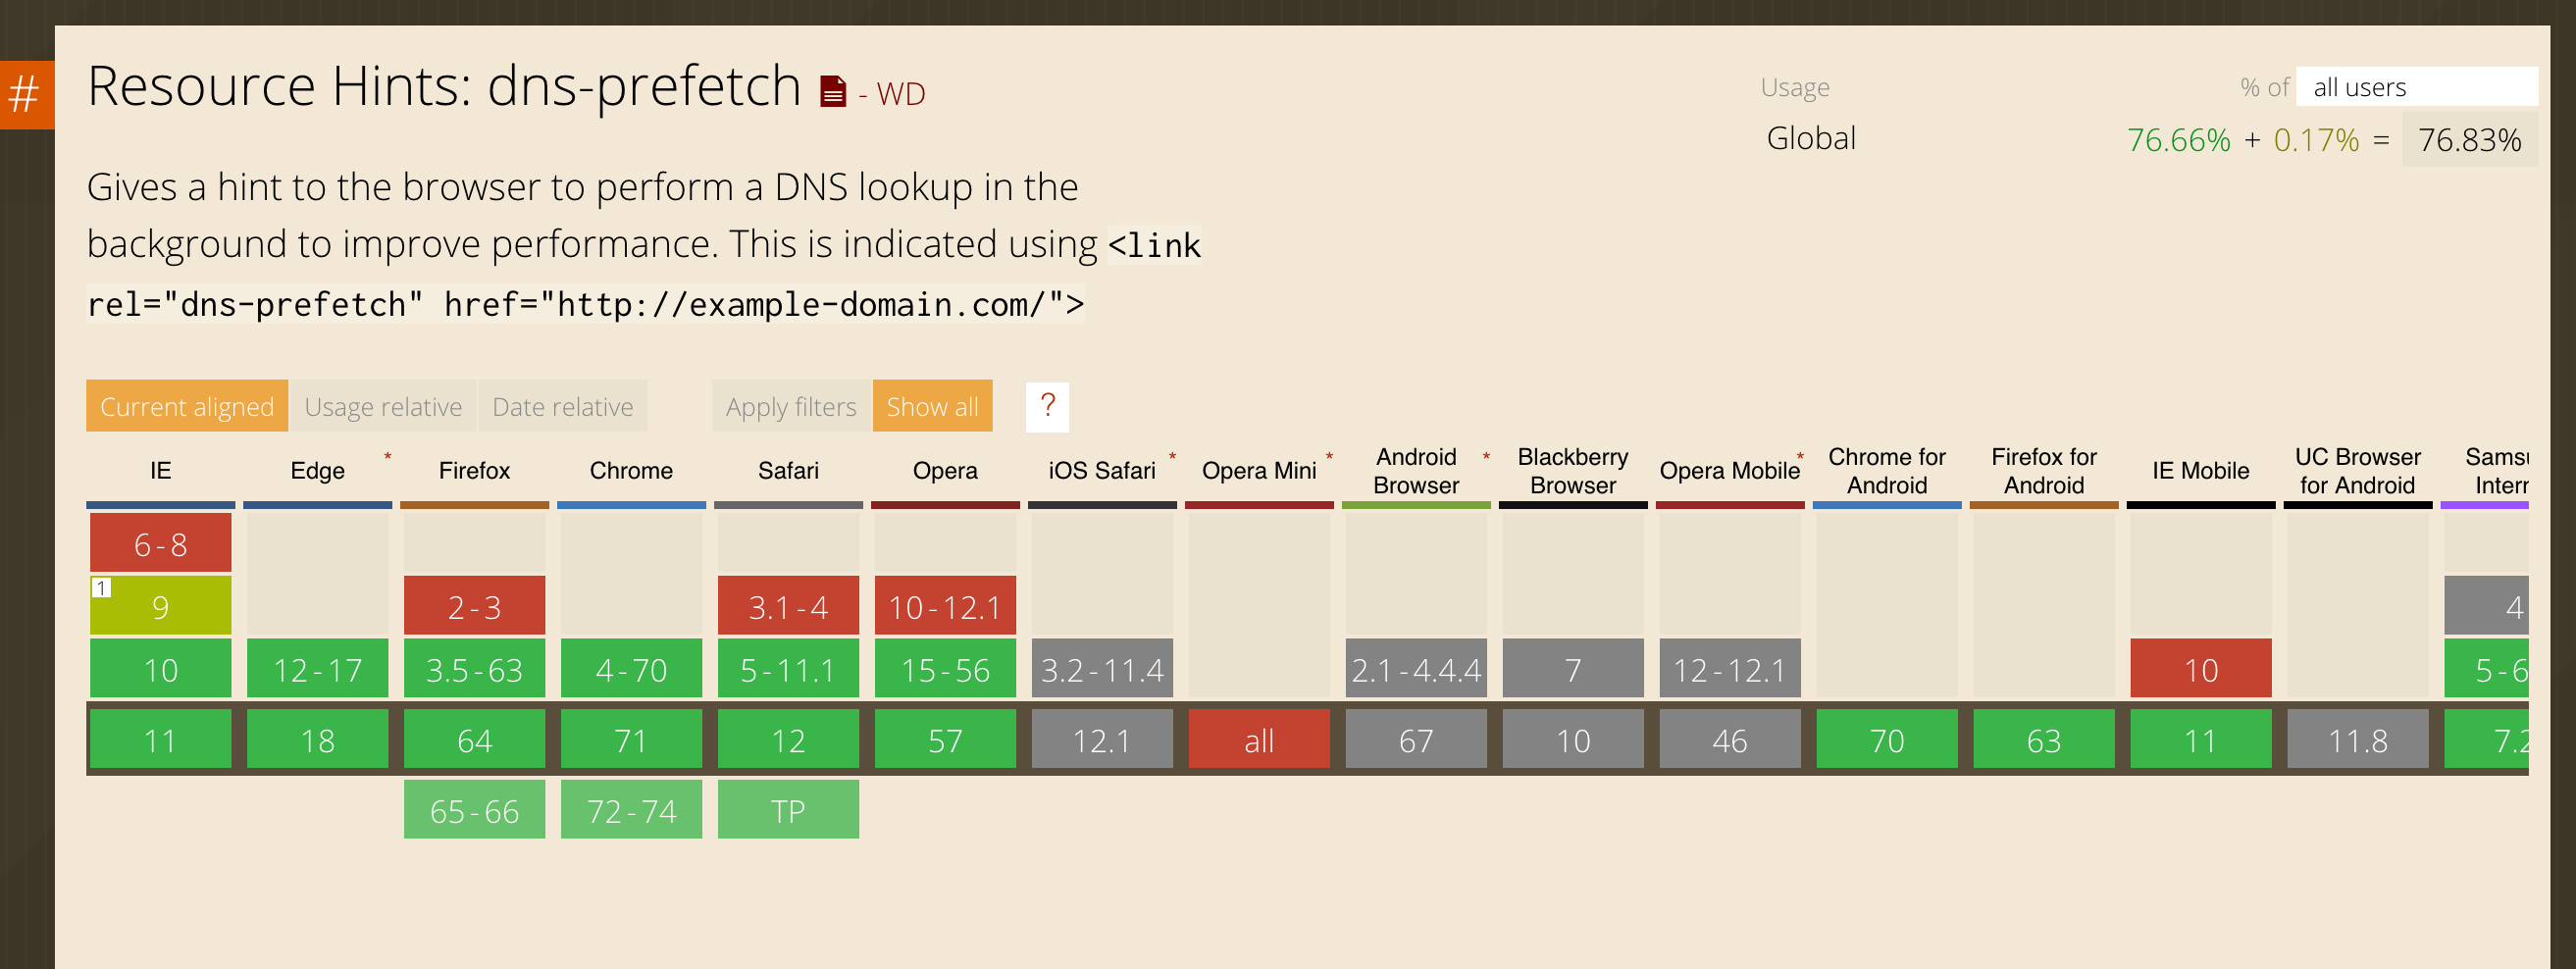 #
Resource Hints: dns-prefetch - WD
Usage % of all users
Global 76.66% + 0.17% = 76.83%
Gives a hint to the browser to perform a DNS lookup in the
background to improve performance. This is indicated using <link
rel="dns-prefetch" href="http://example-domain.com/">
Current aligned Usage relative Date relative Apply filters Show all ?
IE Edge * Firefox Chrome Safari Opera iOS Safari * Opera Mini * Android Browser * Blackberry Browser Opera Mobile * Chrome for Android Firefox for Android IE Mobile UC Browser for Android
6-8
1 9 2-3 3.1-4 10-12.1 4
10 12-17 3.5-63 4-70 5-11.1 15-56 3.2-11.4 2.1-4.4.4 7 12-12.1 10 5-6
11 18 64 71 12 57 12.1 all 67 10 46 70 63 11 11.8 7.2
65-66 72-74 TP